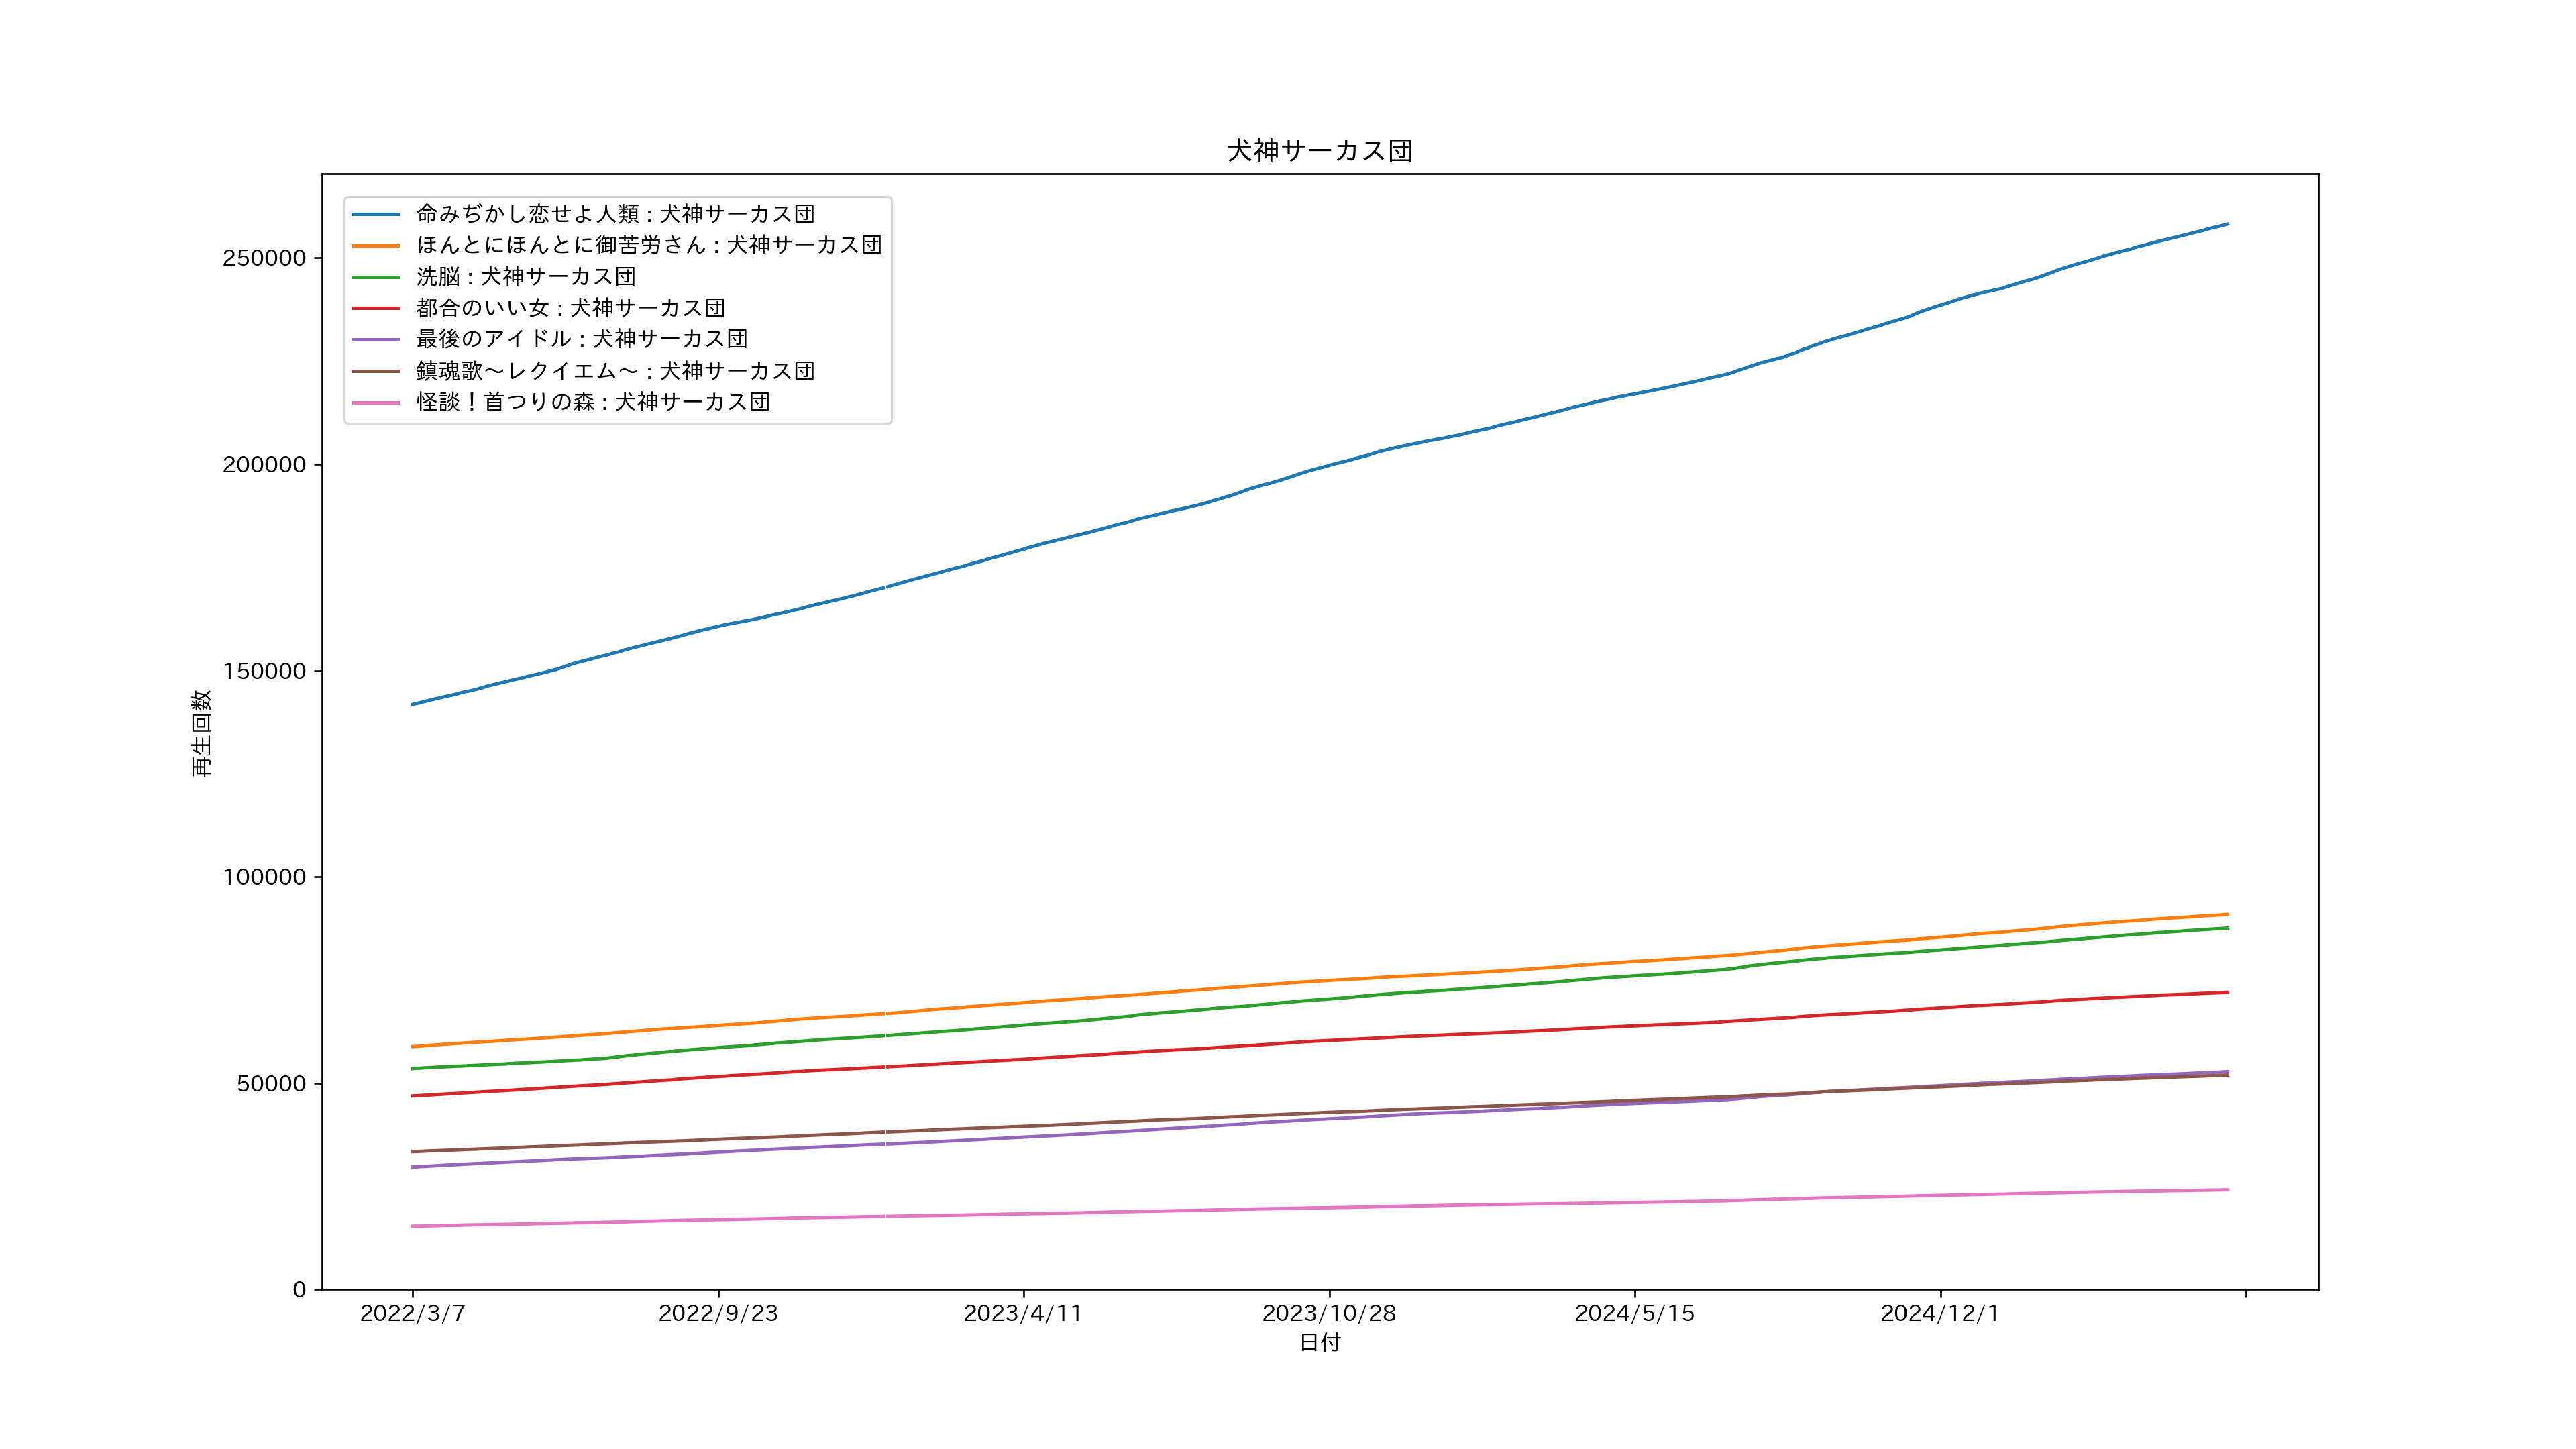 犬神サーカス団
命みぢかし恋せよ人類 : 犬神サーカス団
ほんとにほんとに御苦労さん : 犬神サーカス団
洗脳 : 犬神サーカス団
都合のいい女 : 犬神サーカス団
最後のアイドル : 犬神サーカス団
鎮魂歌〜レクイエム〜 : 犬神サーカス団
怪談！首つりの森 : 犬神サーカス団
再生回数
250000
200000
150000
100000
50000
0
2022/3/7 2022/9/23 2023/4/11 2023/10/28 2024/5/15 2024/12/1
日付